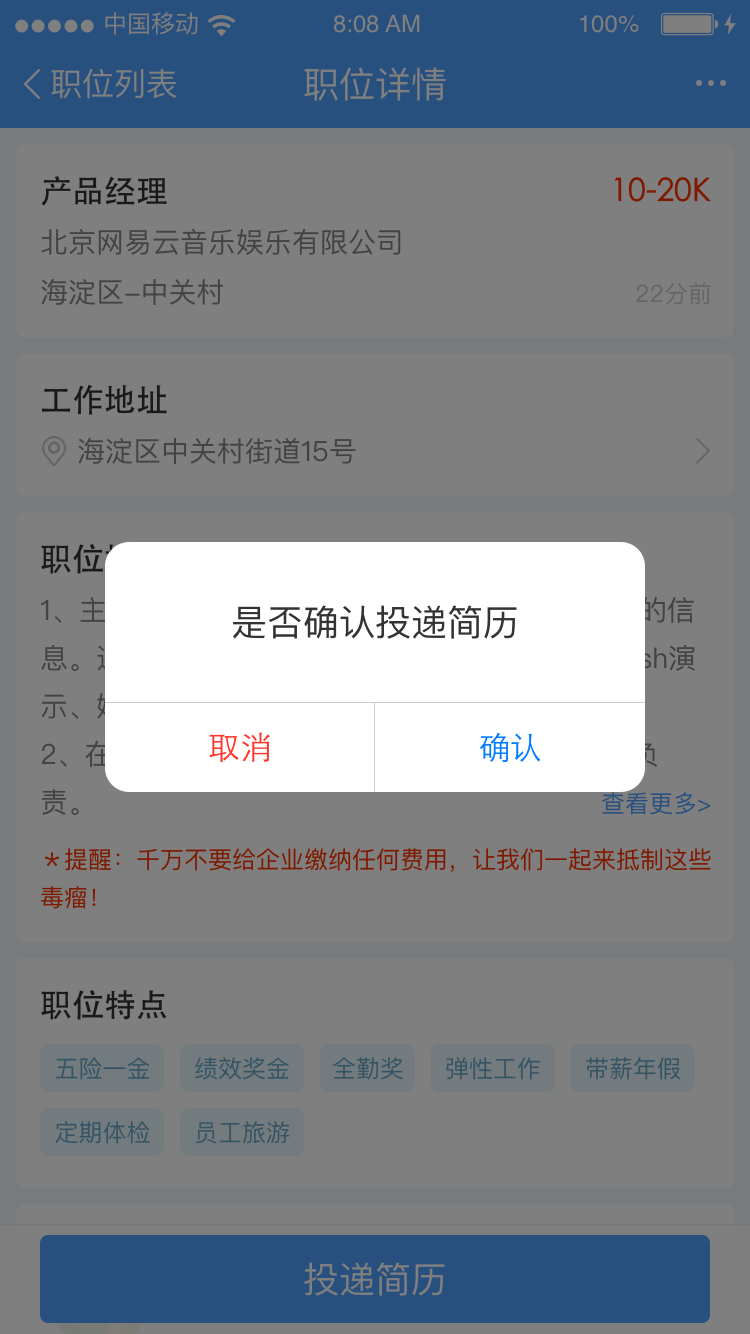 中国移动 8:08 AM 100%
职位列表 职位详情
产品经理 10-20K
北京网易云音乐娱乐有限公司
海淀区-中关村 22分前
工作地址
海淀区中关村街道15号
职位
1、主 的信
息。 sh演
示、
2、在
责。 查看更多>
是否确认投递简历
取消 确认
*提醒：千万不要给企业缴纳任何费用，让我们一起来抵制这些
毒瘤！
职位特点
五险一金 绩效奖金 全勤奖 弹性工作 带薪年假
定期体检 员工旅游
投递简历